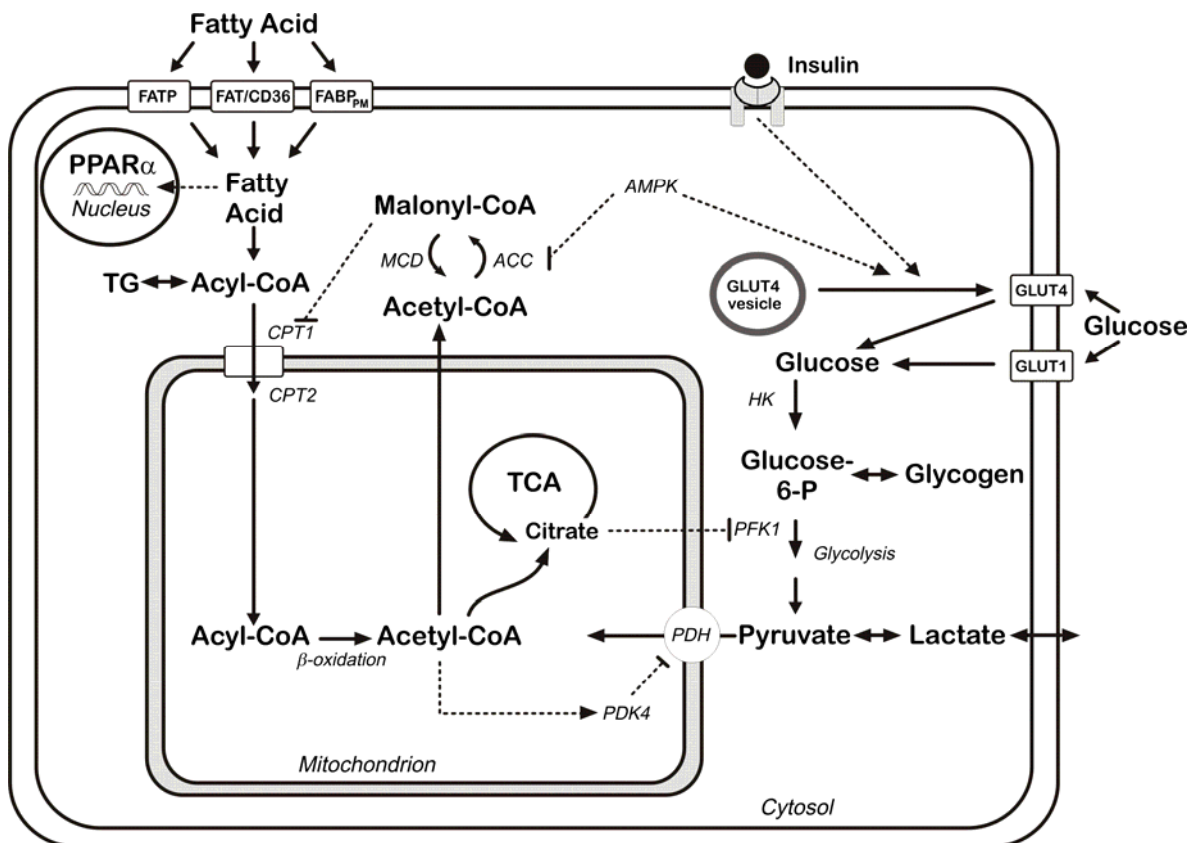 Fatty Acid
Insulin
FATP
FAT/CD36
FABPPM
PPARα
Nucleus
Fatty
Acid
AMPK
Malonyl-CoA
MCD
ACC
TG
Acyl-CoA
Acetyl-CoA
GLUT4
vesicle
GLUT4
Glucose
CPT1
CPT2
Glucose
GLUT1
HK
TCA
Citrate
Glucose-
6-P
Glycogen
PFK1
Glycolysis
Acyl-CoA
β-oxidation
Acetyl-CoA
PDH
Pyruvate
Lactate
PDK4
Mitochondrion
Cytosol